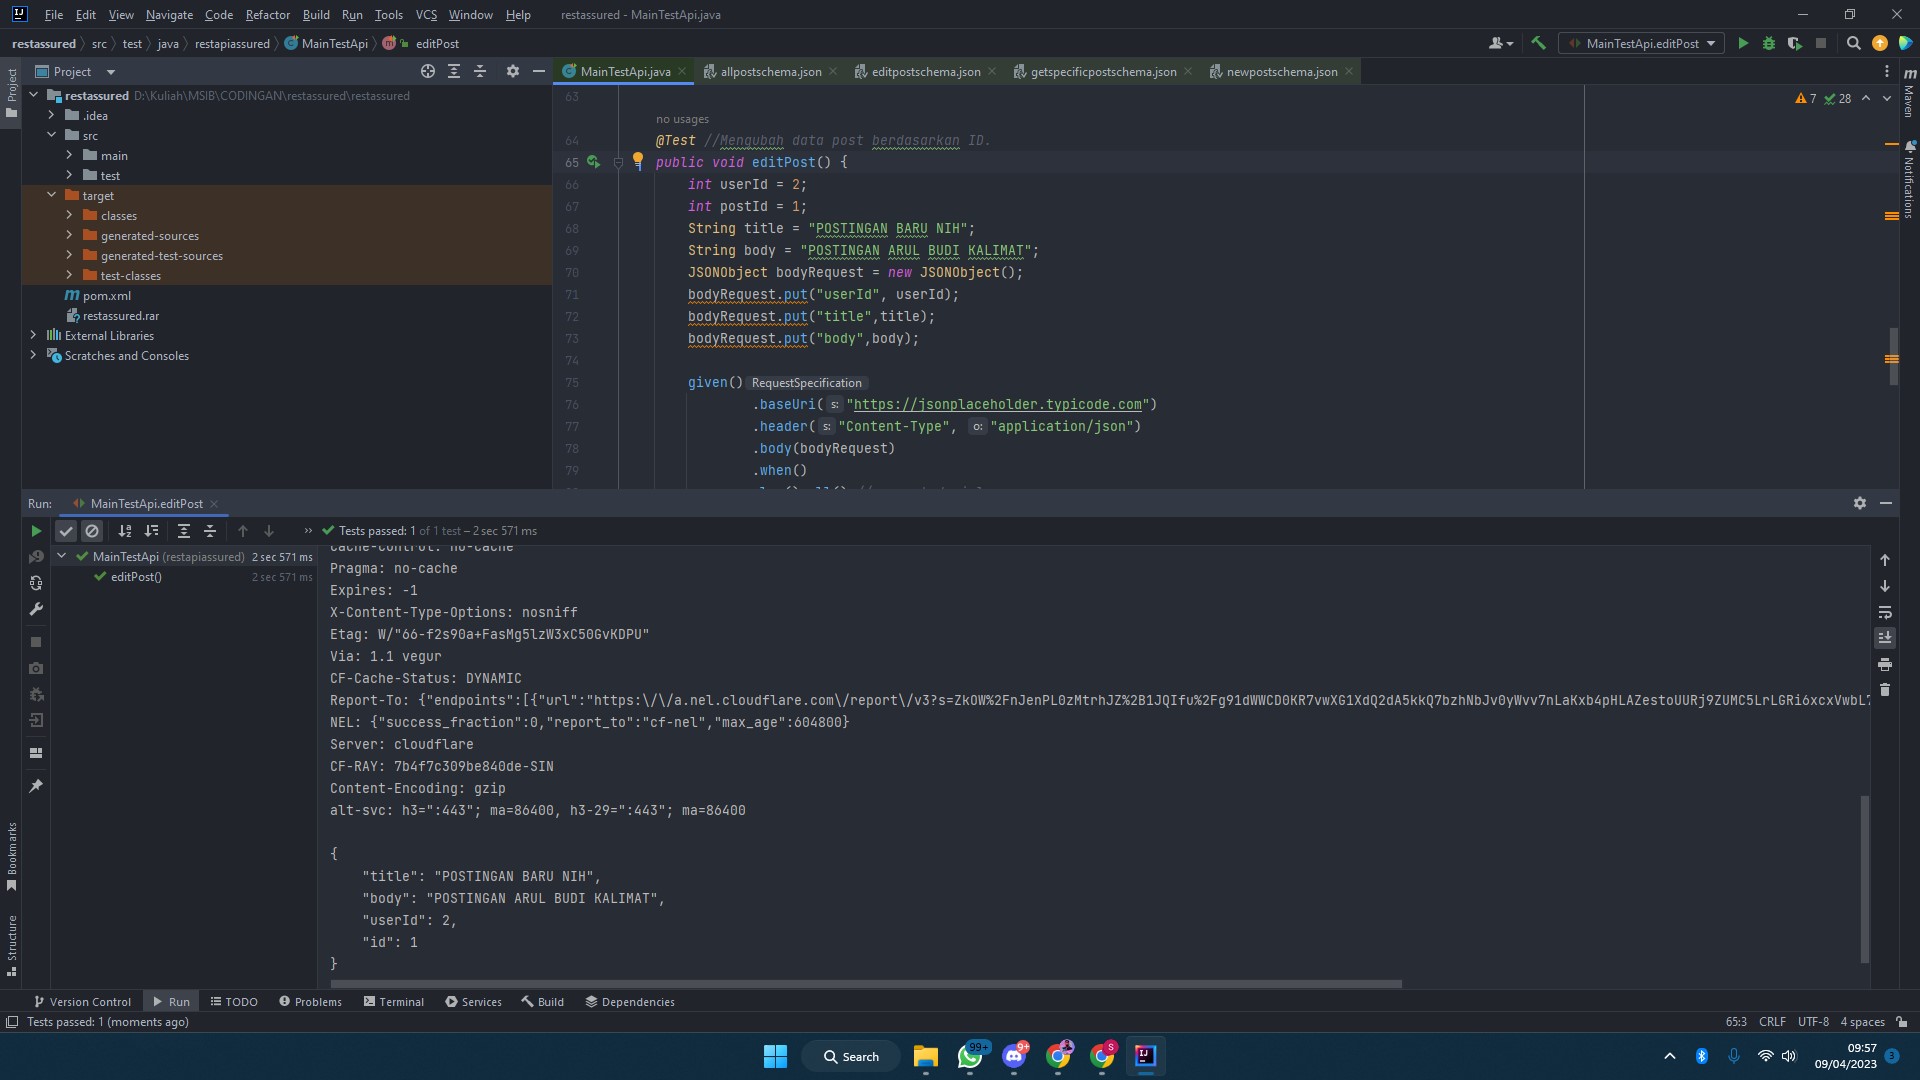 File Edit View Navigate Code Refactor Build Run Tools VCS Window Help restassured - MainTestApi.java
restassured src test java restapiassured MainTestApi editPost
MainTestApi.editPost
Project
MainTestApi.java allpostschema.json editpostschema.json getspecificpostschema.json newpostschema.json
Project
Maven
Notifications
restassured D:\Kuliah\MSIB\CODINGAN\restassured\restassured
.idea
src
main
test
target
classes
generated-sources
generated-test-sources
test-classes
pom.xml
restassured.rar
External Libraries
Scratches and Consoles
7 28
63
no usages
64 @Test //Mengubah data post berdasarkan ID.
65 public void editPost() {
66 int userId = 2;
67 int postId = 1;
68 String title = "POSTINGAN BARU NIH";
69 String body = "POSTINGAN ARUL BUDI KALIMAT";
70 JSONObject bodyRequest = new JSONObject();
71 bodyRequest.put("userId", userId);
72 bodyRequest.put("title",title);
73 bodyRequest.put("body",body);
74
75 given() RequestSpecification
76 .baseUri( s: "https://jsonplaceholder.typicode.com")
77 .header( s: "Content-Type", o: "application/json")
78 .body(bodyRequest)
79 .when()
Run: MainTestApi.editPost
Tests passed: 1 of 1 test – 2 sec 571 ms
MainTestApi (restapiassured) 2 sec 571 ms
editPost() 2 sec 571 ms
Cache-Control: no-cache
Pragma: no-cache
Expires: -1
X-Content-Type-Options: nosniff
Etag: W/"66-f2s90a+FasMg5lzW3xC50GvKDPU"
Via: 1.1 vegur
CF-Cache-Status: DYNAMIC
Report-To: {"endpoints":[{"url":"https:\/\/a.nel.cloudflare.com\/report\/v3?s=ZkOW%2FnJenPL0zMtrhJZ%2B1JQIfu%2Fg91dWWCD0KR7vwXG1XdQ2dA5kkQ7bzhNbJv0yWvv7nLaKxb4pHLAZestoUURj9ZUMC5LrLGRi6xcxVwbL7
NEL: {"success_fraction":0,"report_to":"cf-nel","max_age":604800}
Server: cloudflare
CF-RAY: 7b4f7c309be840de-SIN
Content-Encoding: gzip
alt-svc: h3=":443"; ma=86400, h3-29=":443"; ma=86400
{
"title": "POSTINGAN BARU NIH",
"body": "POSTINGAN ARUL BUDI KALIMAT",
"userId": 2,
"id": 1
}
Bookmarks
Structure
Version Control Run TODO Problems Terminal Services Build Dependencies
Tests passed: 1 (moments ago) 65:3 CRLF UTF-8 4 spaces
Search 99+ 9+ S
09:57
09/04/2023 3